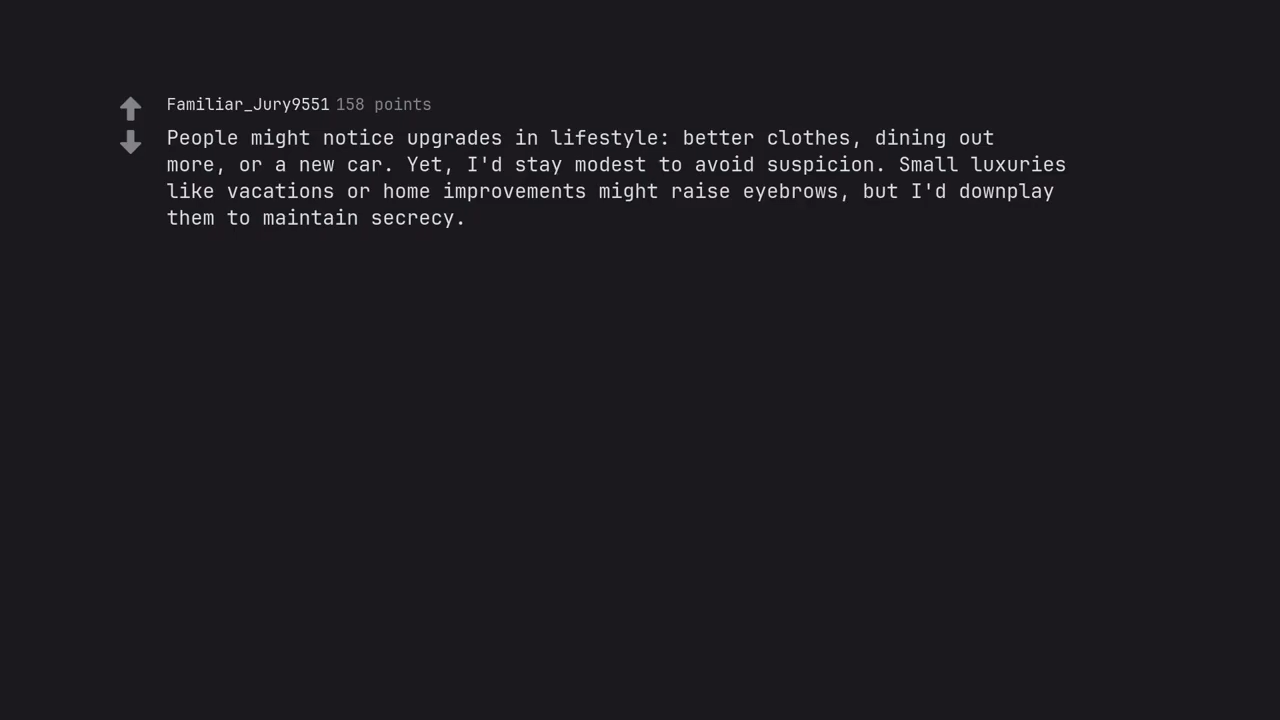 Familiar_Jury9551 158 points
People might notice upgrades in lifestyle: better clothes, dining out
more, or a new car. Yet, I'd stay modest to avoid suspicion. Small luxuries
like vacations or home improvements might raise eyebrows, but I'd downplay
them to maintain secrecy.